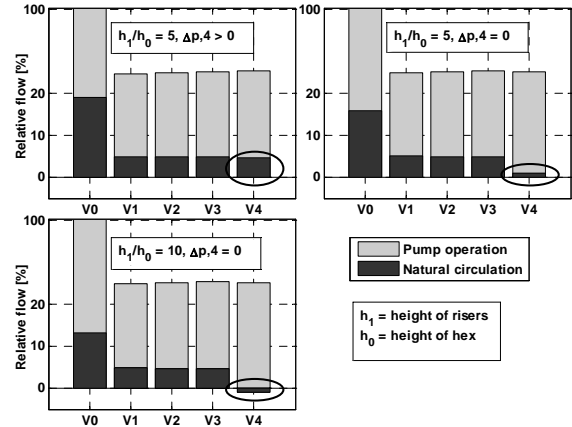 100
20
10
0
Relative flow [%]
h1/h0 = 5, Δp,4 > 0
V0 V1 V2 V3 V4
100
20
10
0
Relative flow [%]
h1/h0 = 5, Δp,4 = 0
V0 V1 V2 V3 V4
100
20
10
0
Relative flow [%]
h1/h0 = 10, Δp,4 = 0
V0 V1 V2 V3 V4
Pump operation
Natural circulation
h1 = height of risers
h0 = height of hex